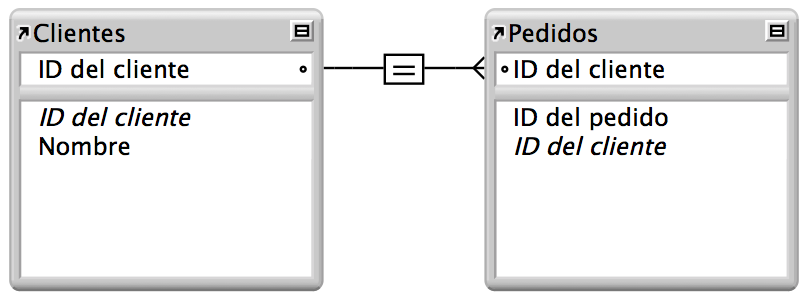 Clientes
ID del cliente
ID del cliente
Nombre
=
Pedidos
ID del cliente
ID del pedido
ID del cliente